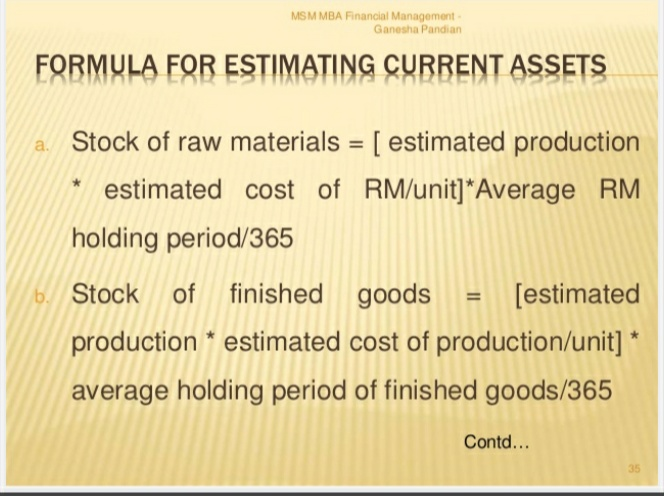 MSM MBA Financial Management -
Ganesha Pandian
FORMULA FOR ESTIMATING CURRENT ASSETS
a. Stock of raw materials = [ estimated production
* estimated cost of RM/unit]*Average RM
holding period/365
b. Stock of finished goods = [estimated
production * estimated cost of production/unit] *
average holding period of finished goods/365
Contd...
35